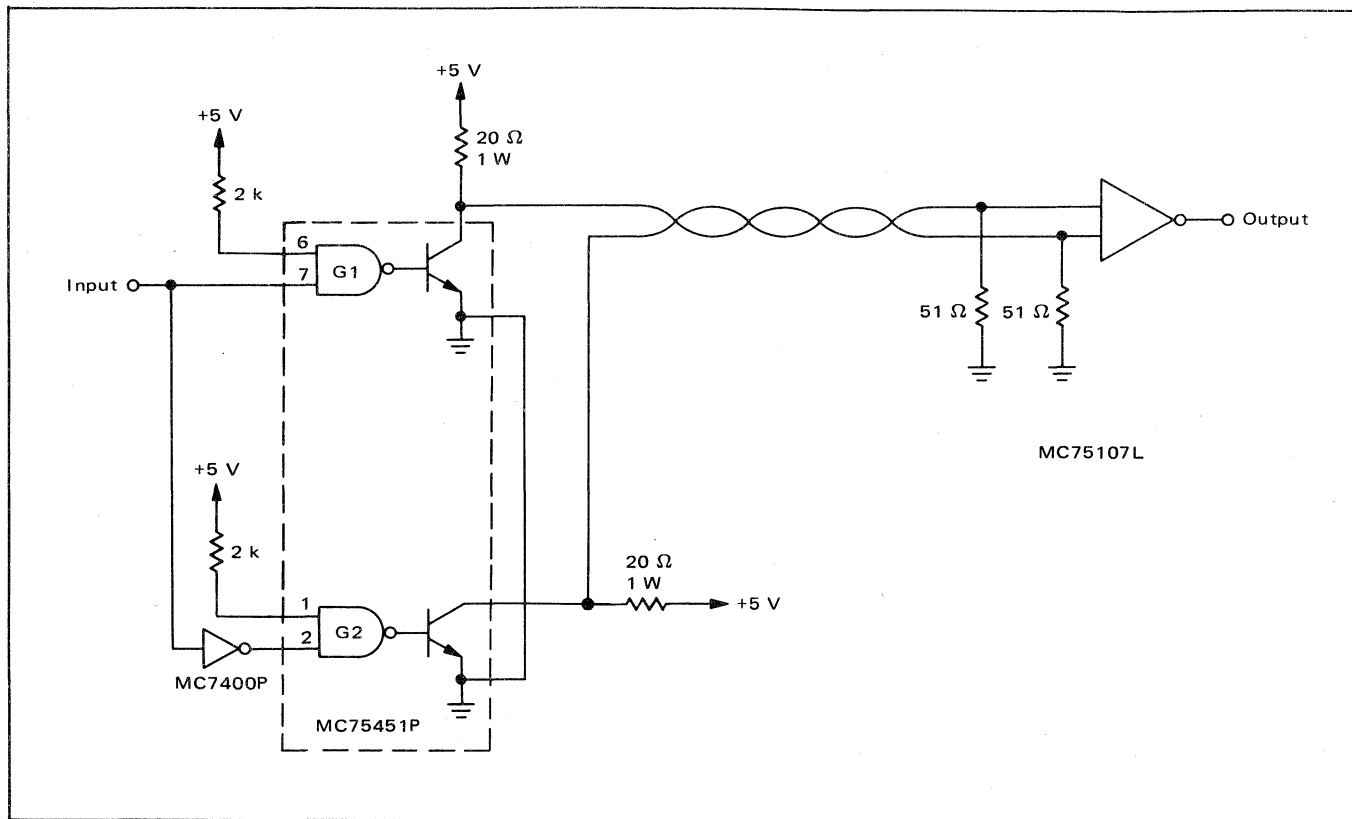 +5 V
+5 V
20 Ω
1 W
2 k
6
7
G1
Input
Output
51 Ω
51 Ω
MC75107L
+5 V
2 k
20 Ω
1 W
+5 V
1
2
G2
MC7400P
MC75451P